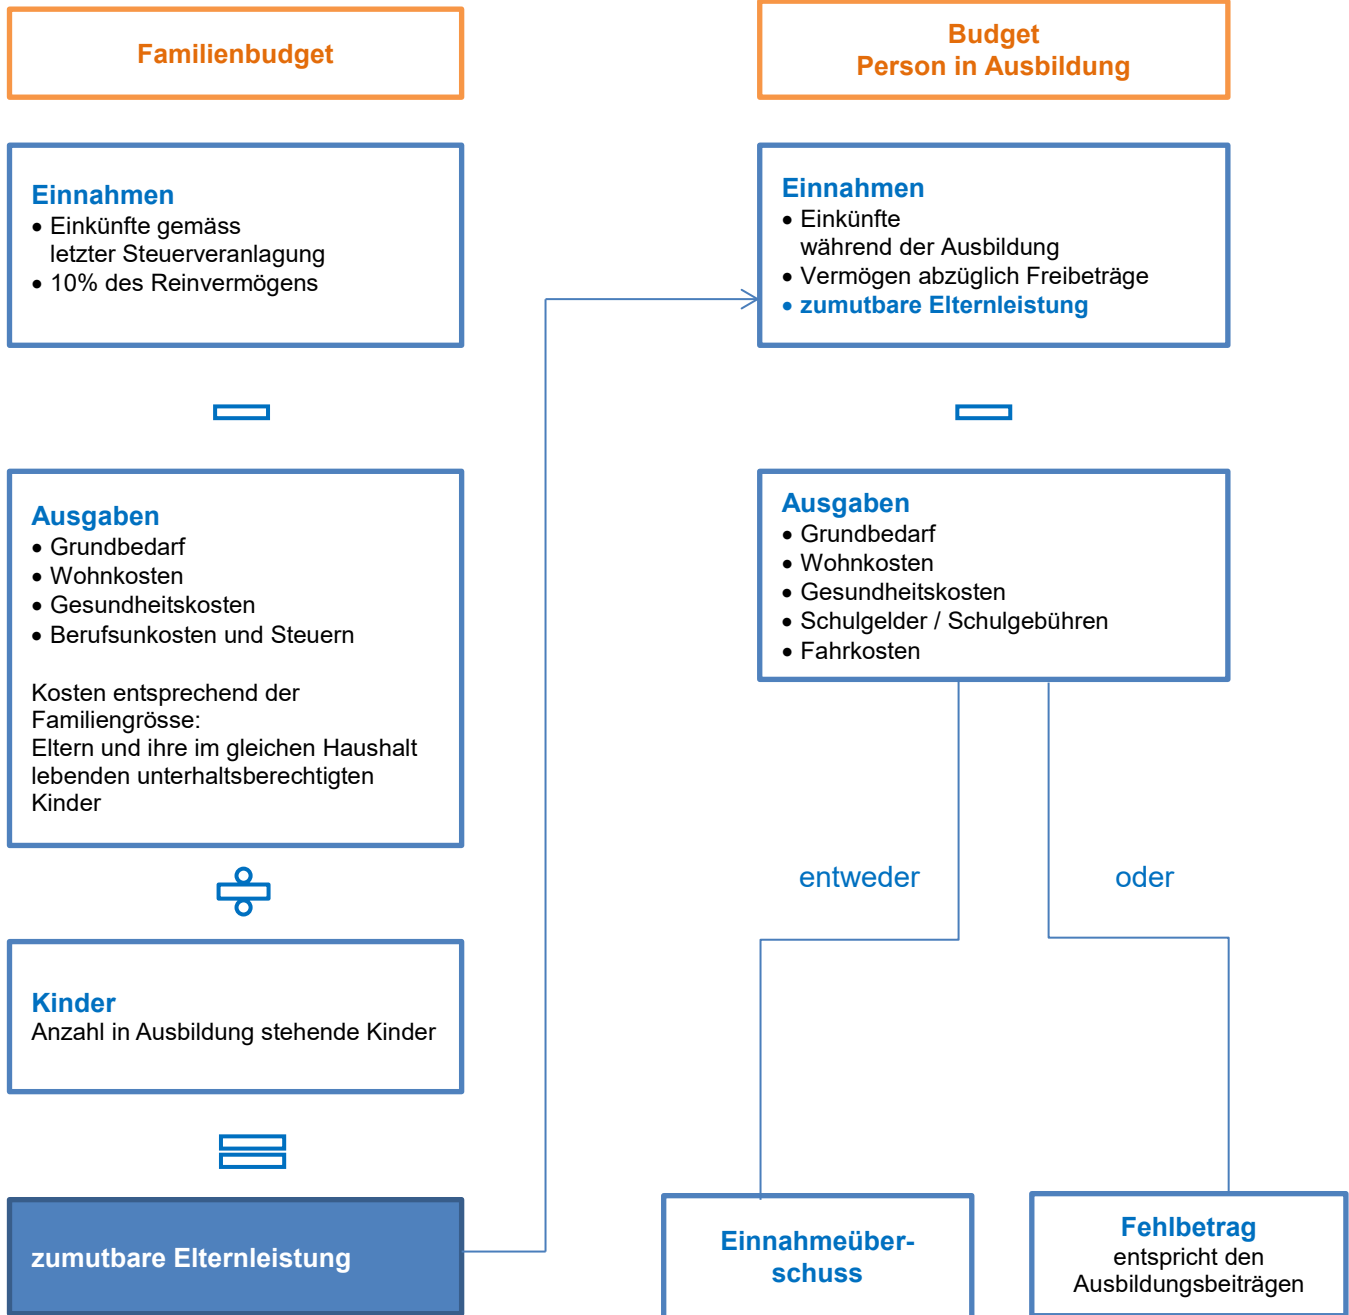 Familienbudget
Einnahmen
• Einkünfte gemäss
letzter Steuerveranlagung
• 10% des Reinvermögens
Ausgaben
• Grundbedarf
• Wohnkosten
• Gesundheitskosten
• Berufsunkosten und Steuern
Kosten entsprechend der
Familiengrösse:
Eltern und ihre im gleichen Haushalt
lebenden unterhaltsberechtigten
Kinder
Kinder
Anzahl in Ausbildung stehende Kinder
zumutbare Elternleistung
Budget
Person in Ausbildung
Einnahmen
• Einkünfte
während der Ausbildung
• Vermögen abzüglich Freibeträge
• zumutbare Elternleistung
Ausgaben
• Grundbedarf
• Wohnkosten
• Gesundheitskosten
• Schulgelder / Schulgebühren
• Fahrkosten
entweder
oder
Einnahmeüber-
schuss
Fehlbetrag
entspricht den
Ausbildungsbeiträgen